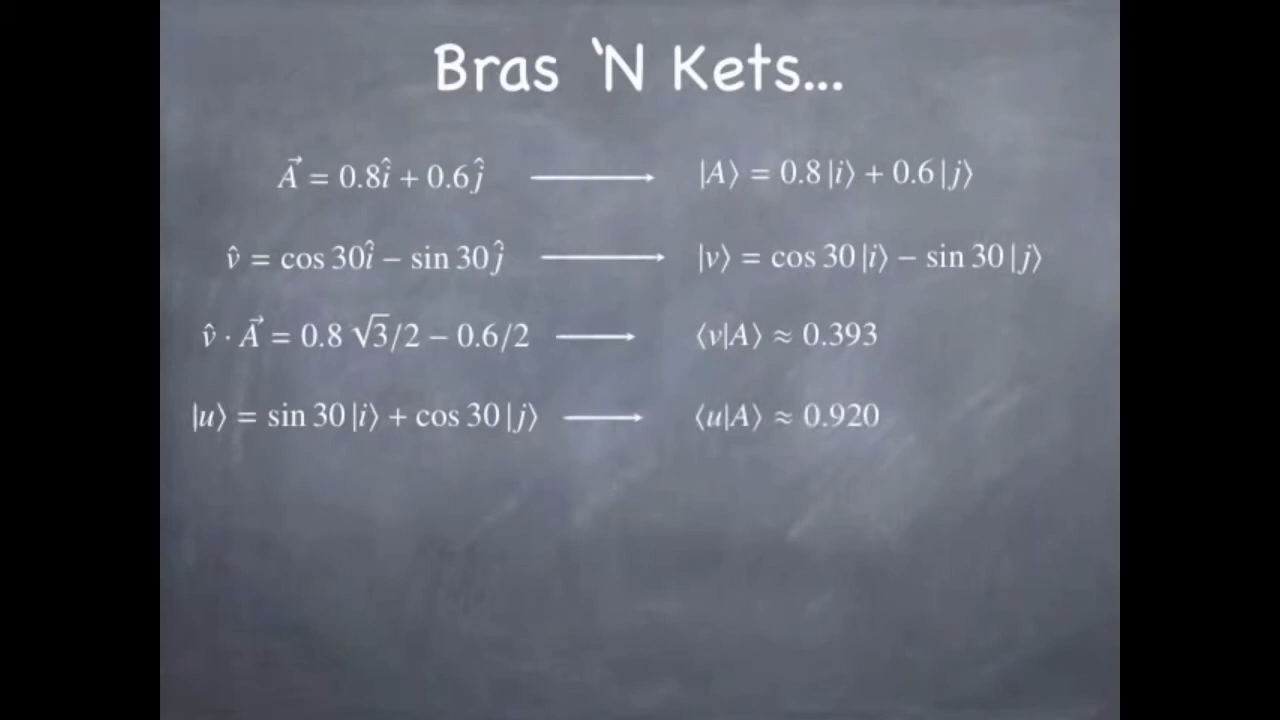 Bras ‘N Kets...
A⃗ = 0.8î + 0.6ĵ ⟶ |A⟩ = 0.8|i⟩ + 0.6|j⟩
v̂ = cos 30î − sin 30ĵ ⟶ |v⟩ = cos 30|i⟩ − sin 30|j⟩
v̂ · A⃗ = 0.8 √3/2 − 0.6/2 ⟶ ⟨v|A⟩ ≈ 0.393
|u⟩ = sin 30|i⟩ + cos 30|j⟩ ⟶ ⟨u|A⟩ ≈ 0.920